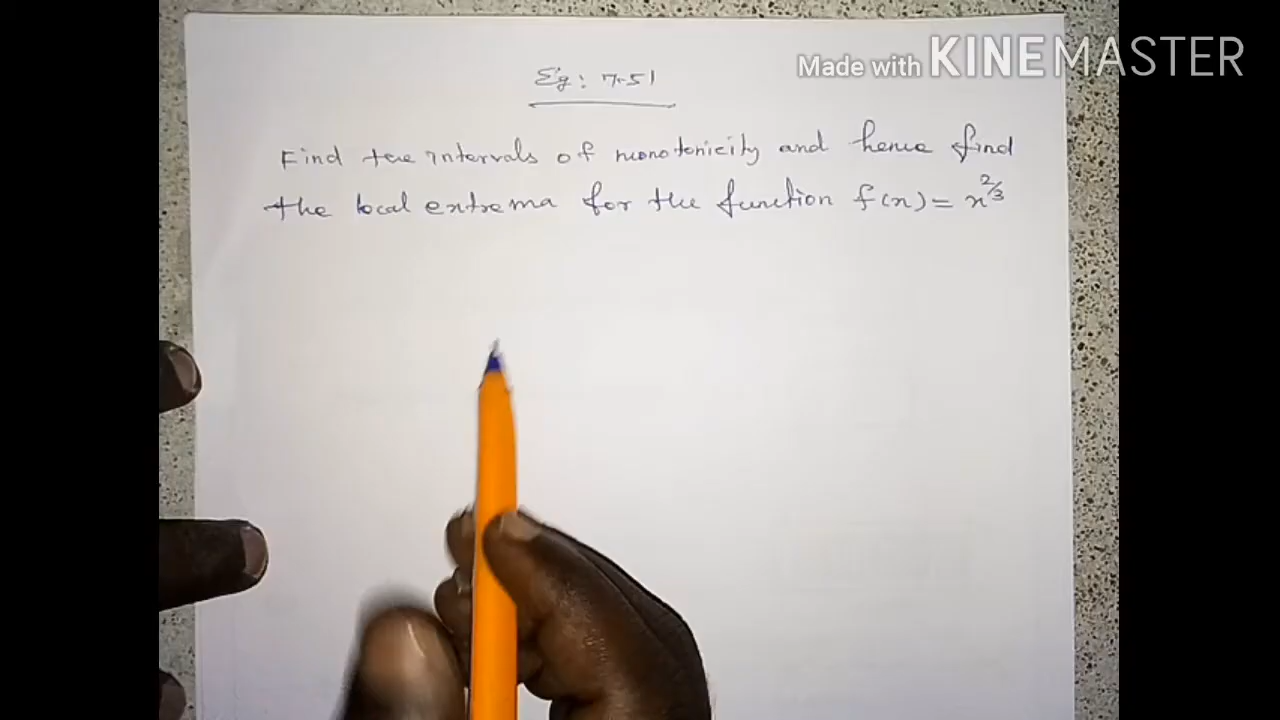 Made with KINEMASTER
Eg: 7.51
Find the intervals of monotonicity and hence find
the local extrema for the function f(x) = x^2/3